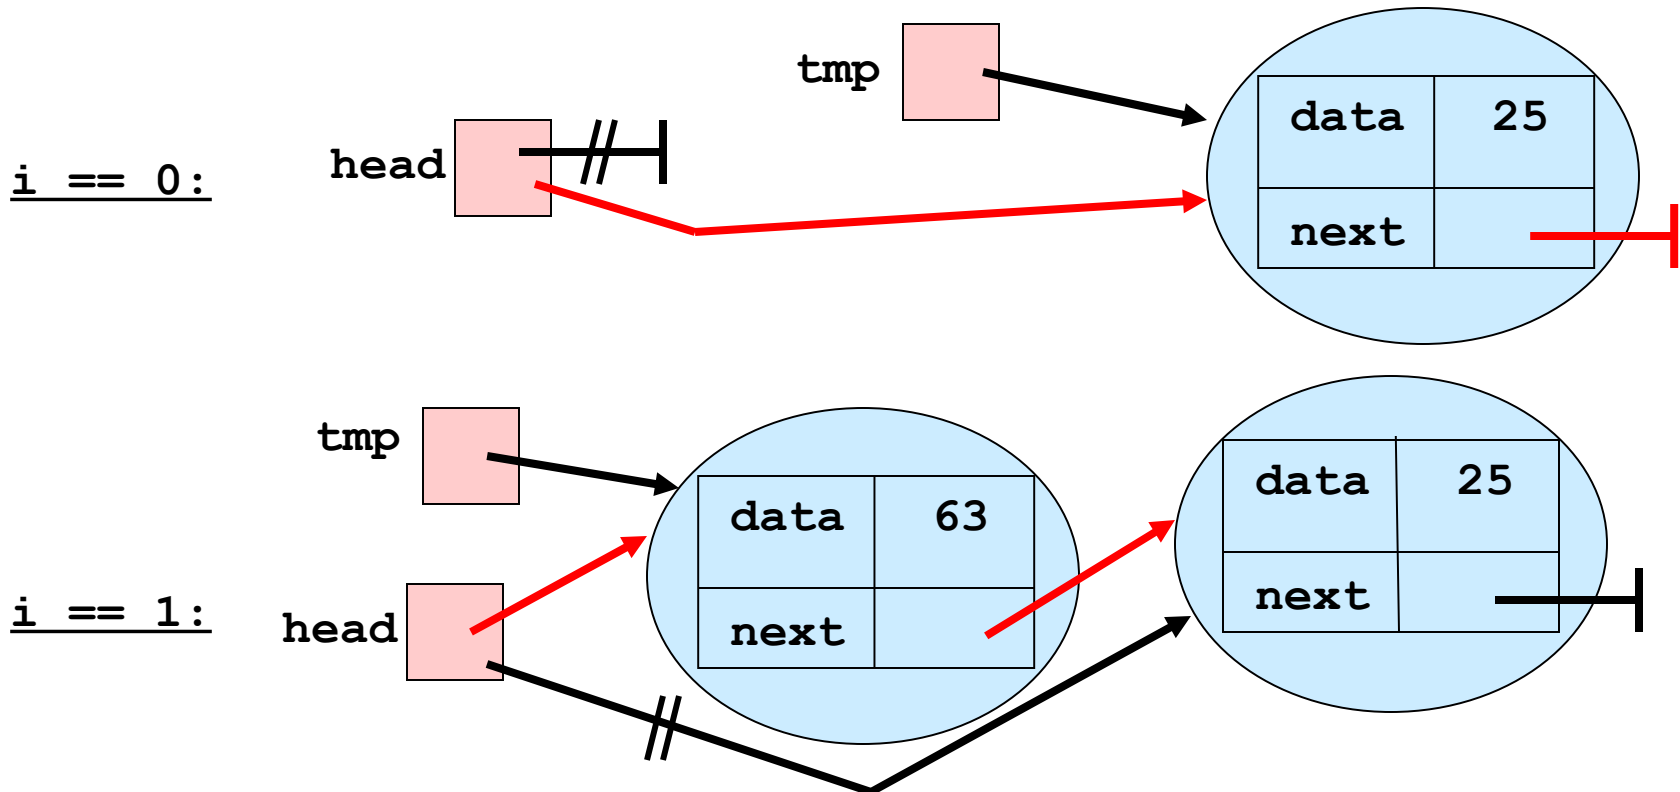 tmp
data 25
head
i == 0:
next
tmp
data 25
data 63
next
i == 1:
head
next